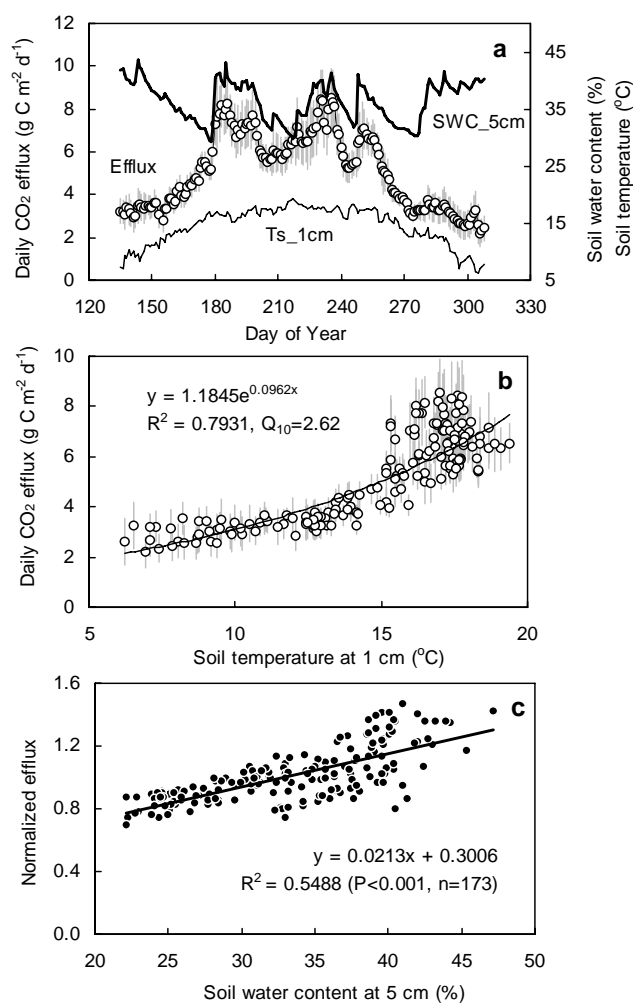 a
12
10
8
6
4
2
0
Daily CO₂ efflux (g C m⁻² d⁻¹)
45
35
25
15
5
Soil water content (%)
Soil temperature (°C)
SWC_5cm
Efflux
Ts_1cm
120 150 180 210 240 270 300 330
Day of Year
b
10
8
6
4
2
0
Daily CO₂ efflux (g C m⁻² d⁻¹)
y = 1.1845e^0.0962x
R² = 0.7931, Q₁₀=2.62
5 10 15 20
Soil temperature at 1 cm (°C)
c
1.6
1.2
0.8
0.4
0.0
Normalized efflux
y = 0.0213x + 0.3006
R² = 0.5488 (P<0.001, n=173)
20 25 30 35 40 45 50
Soil water content at 5 cm (%)